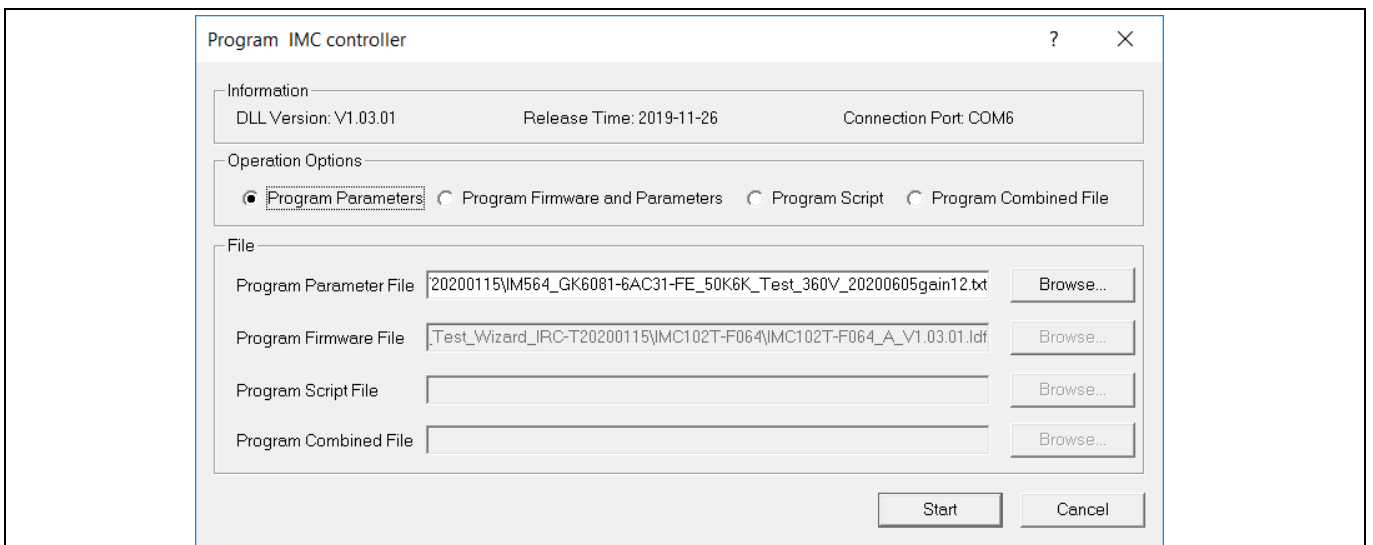 Program IMC controller ?
Information
DLL Version: V1.03.01 Release Time: 2019-11-26 Connection Port: COM6
Operation Options
Program Parameters Program Firmware and Parameters Program Script Program Combined File
File
Program Parameter File 20200115\IM564_GK6081-6AC31-FE_50K6K_Test_360V_20200605gain12.txt Browse...
Program Firmware File _Test_Wizard_IRC-T20200115\IMC102T-F064\IMC102T-F064_A_V1.03.01.ldf Browse...
Program Script File Browse...
Program Combined File Browse...
Start Cancel